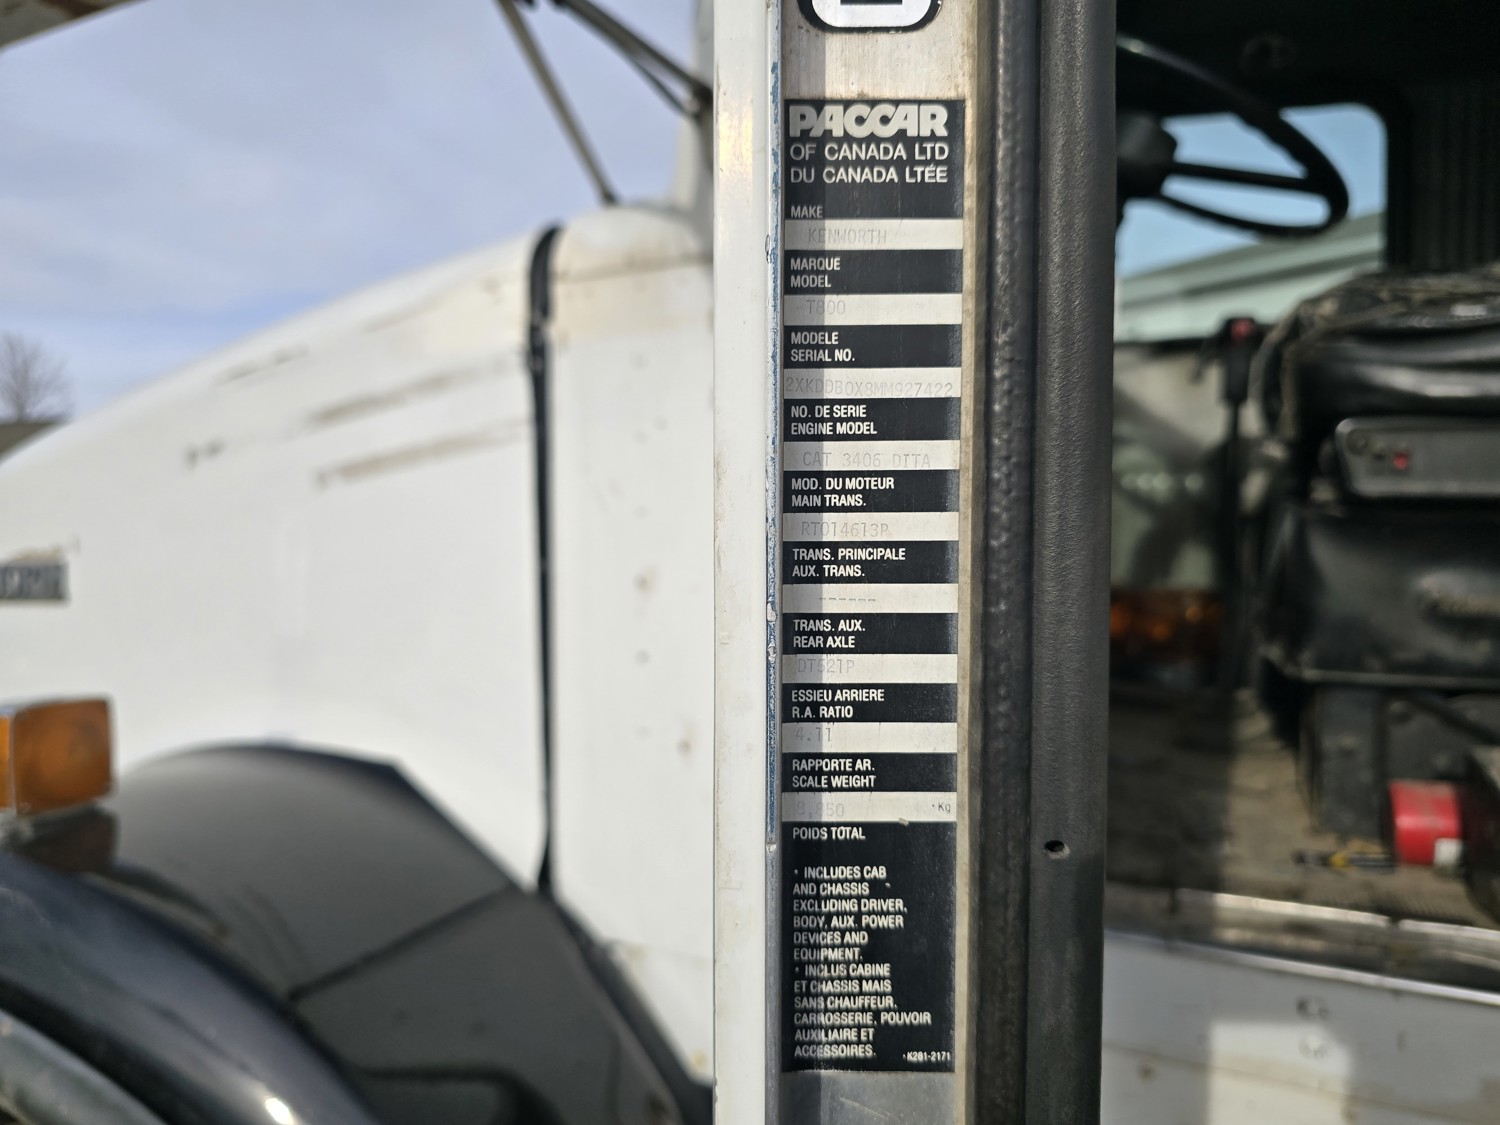 PACCAR
OF CANADA LTD
DU CANADA LTÉE
MAKE
KENWORTH
MARQUE
MODEL
T800
MODELE
SERIAL NO.
2XKDDB0X8MM927422
NO. DE SERIE
ENGINE MODEL
CAT 3406 DITA
MOD. DU MOTEUR
MAIN TRANS.
RTO14613P
TRANS. PRINCIPALE
AUX. TRANS.
------
TRANS. AUX.
REAR AXLE
DT521P
ESSIEU ARRIERE
R.A. RATIO
4.11
RAPPORTE AR.
SCALE WEIGHT
•Kg
POIDS TOTAL
• INCLUDES CAB
AND CHASSIS
EXCLUDING DRIVER,
BODY, AUX. POWER
DEVICES AND
EQUIPMENT.
• INCLUS CABINE
ET CHASSIS MAIS
SANS CHAUFFEUR,
CARROSSERIE, POUVOIR
AUXILIAIRE ET
ACCESSOIRES.
•K281-2171